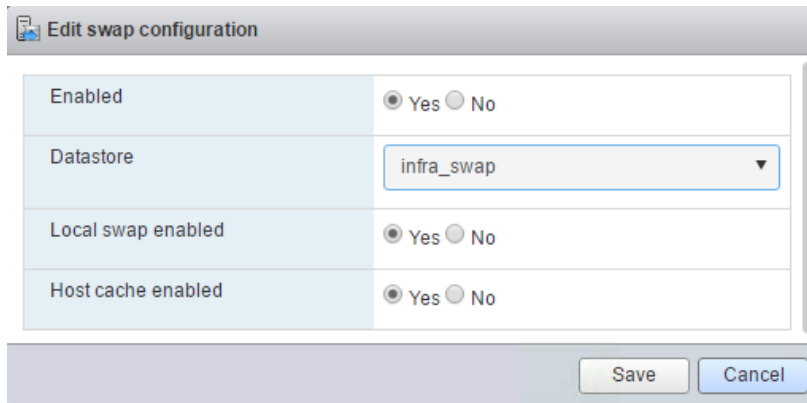 Edit swap configuration
Enabled Yes No
Datastore infra_swap
Local swap enabled Yes No
Host cache enabled Yes No
Save Cancel